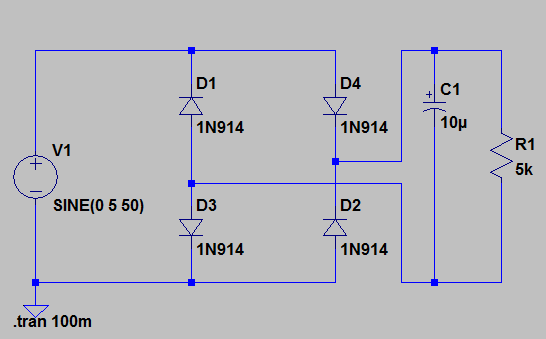 D1
D4
C1
1N914
1N914
10µ
V1
R1
5k
SINE(0 5 50)
D3
D2
1N914
1N914
.tran 100m